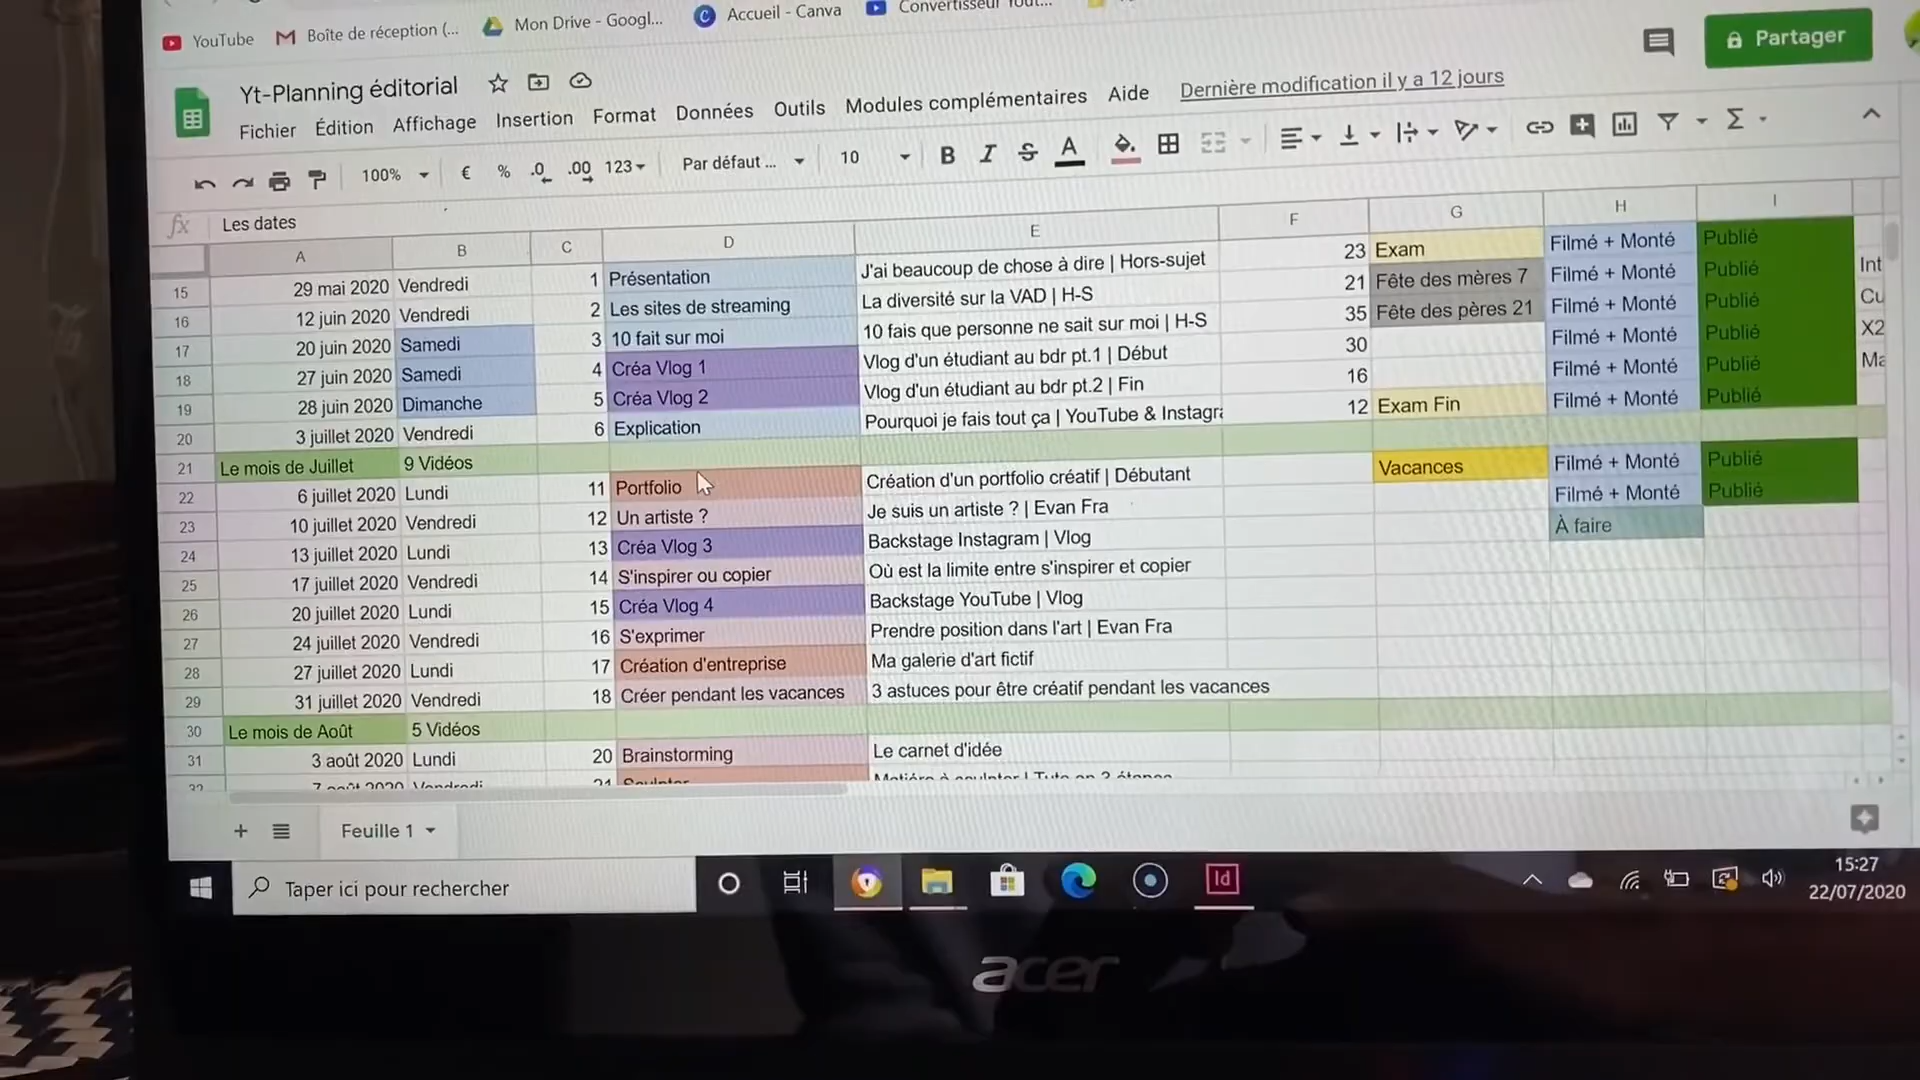 YouTube Boîte de réception (... Mon Drive - Googl... Accueil - Canva Convertisseur Yout...
Yt-Planning éditorial
Partager
Fichier Édition Affichage Insertion Format Données Outils Modules complémentaires Aide Dernière modification il y a 12 jours
100% € % .0 .00 123 Par défaut ... 10 B I S A
fx Les dates
A B C D E F G H I
15 29 mai 2020 Vendredi 1 Présentation J'ai beaucoup de chose à dire | Hors-sujet 23 Exam Filmé + Monté Publié
16 12 juin 2020 Vendredi 2 Les sites de streaming La diversité sur la VAD | H-S 21 Fête des mères 7 Filmé + Monté Publié Int
17 20 juin 2020 Samedi 3 10 fait sur moi 10 fais que personne ne sait sur moi | H-S 35 Fête des pères 21 Filmé + Monté Publié Cu
18 27 juin 2020 Samedi 4 Créa Vlog 1 Vlog d'un étudiant au bdr pt.1 | Début 30 Filmé + Monté Publié X2
19 28 juin 2020 Dimanche 5 Créa Vlog 2 Vlog d'un étudiant au bdr pt.2 | Fin 16 Filmé + Monté Publié Ma
20 3 juillet 2020 Vendredi 6 Explication Pourquoi je fais tout ça | YouTube & Instagra 12 Exam Fin Filmé + Monté Publié
21 Le mois de Juillet 9 Vidéos
22 6 juillet 2020 Lundi 11 Portfolio Création d'un portfolio créatif | Débutant Vacances Filmé + Monté Publié
23 10 juillet 2020 Vendredi 12 Un artiste ? Je suis un artiste ? | Evan Fra Filmé + Monté Publié
24 13 juillet 2020 Lundi 13 Créa Vlog 3 Backstage Instagram | Vlog À faire
25 17 juillet 2020 Vendredi 14 S'inspirer ou copier Où est la limite entre s'inspirer et copier
26 20 juillet 2020 Lundi 15 Créa Vlog 4 Backstage YouTube | Vlog
27 24 juillet 2020 Vendredi 16 S'exprimer Prendre position dans l'art | Evan Fra
28 27 juillet 2020 Lundi 17 Création d'entreprise Ma galerie d'art fictif
29 31 juillet 2020 Vendredi 18 Créer pendant les vacances 3 astuces pour être créatif pendant les vacances
30 Le mois de Août 5 Vidéos
31 3 août 2020 Lundi 20 Brainstorming Le carnet d'idée
32 7 août 2020 Vendredi 21 Sculpter
Feuille 1
Taper ici pour rechercher
Id
15:27
22/07/2020
acer